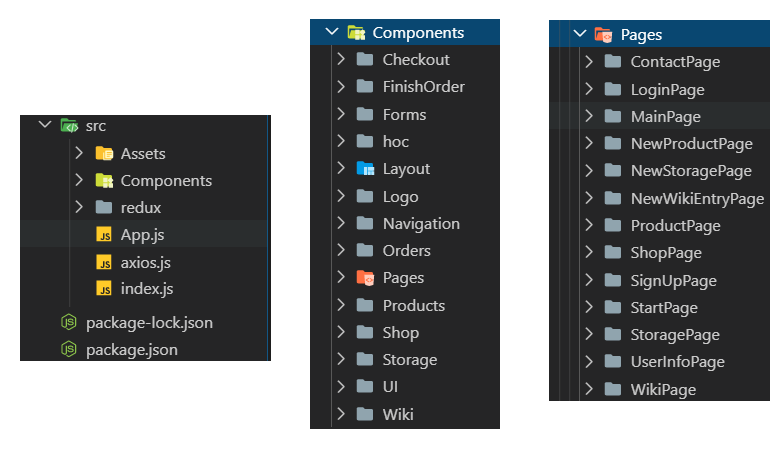 src
Assets
Components
redux
App.js
axios.js
index.js
package-lock.json
package.json
Components
Checkout
FinishOrder
Forms
hoc
Layout
Logo
Navigation
Orders
Pages
Products
Shop
Storage
UI
Wiki
Pages
ContactPage
LoginPage
MainPage
NewProductPage
NewStoragePage
NewWikiEntryPage
ProductPage
ShopPage
SignUpPage
StartPage
StoragePage
UserInfoPage
WikiPage